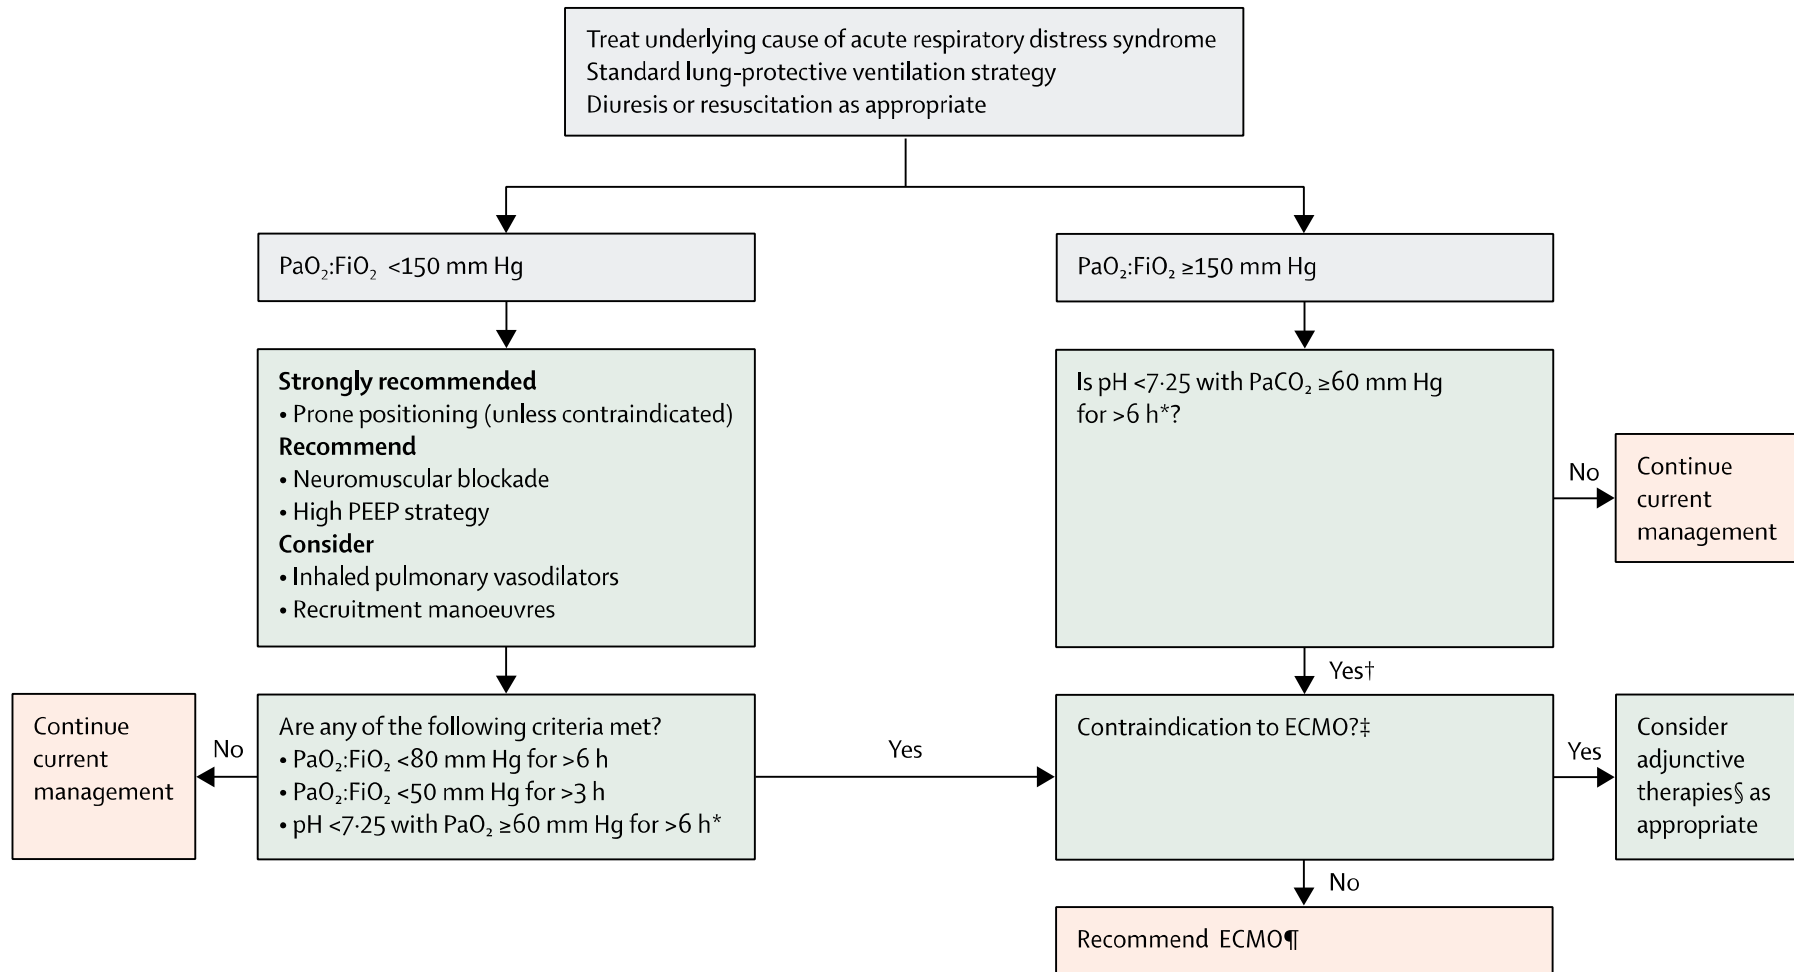 Treat underlying cause of acute respiratory distress syndrome
Standard lung-protective ventilation strategy
Diuresis or resuscitation as appropriate
PaO₂:FiO₂ <150 mm Hg
PaO₂:FiO₂ ≥150 mm Hg
Strongly recommended
• Prone positioning (unless contraindicated)
Recommend
• Neuromuscular blockade
• High PEEP strategy
Consider
• Inhaled pulmonary vasodilators
• Recruitment manoeuvres
Is pH <7·25 with PaCO₂ ≥60 mm Hg
for >6 h*?
No
Continue
current
management
Yes†
Continue
current
management
No
Are any of the following criteria met?
• PaO₂:FiO₂ <80 mm Hg for >6 h
• PaO₂:FiO₂ <50 mm Hg for >3 h
• pH <7·25 with PaO₂ ≥60 mm Hg for >6 h*
Yes
Contraindication to ECMO?‡
Yes
Consider
adjunctive
therapies§ as
appropriate
No
Recommend ECMO¶